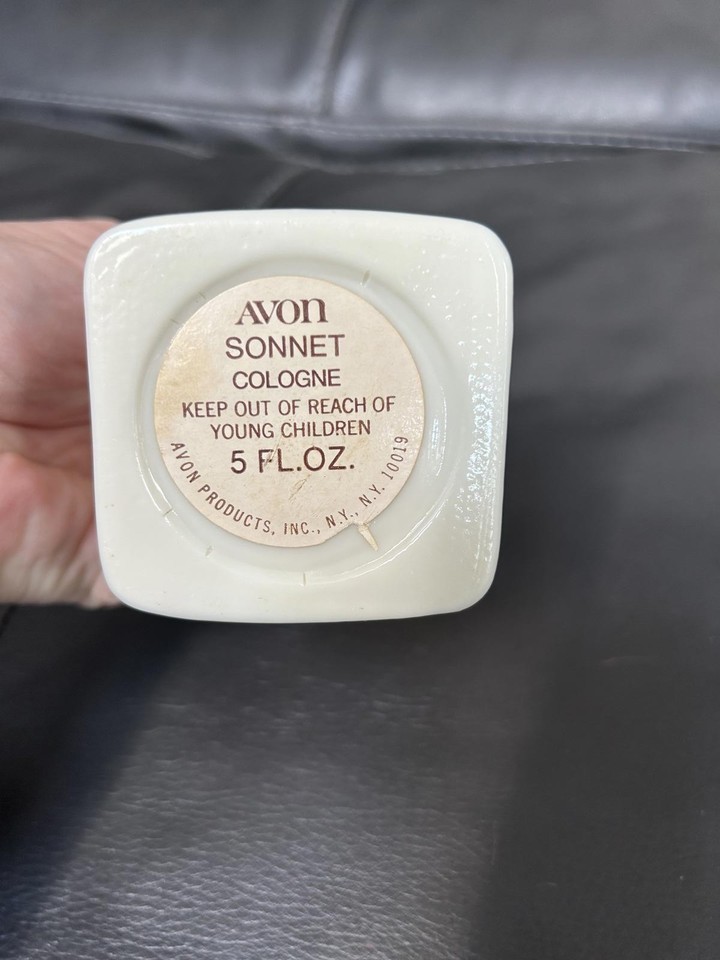 AVON
SONNET
COLOGNE
KEEP OUT OF REACH OF
YOUNG CHILDREN
5 FL.OZ.
AVON PRODUCTS, INC., N.Y., N.Y. 10019